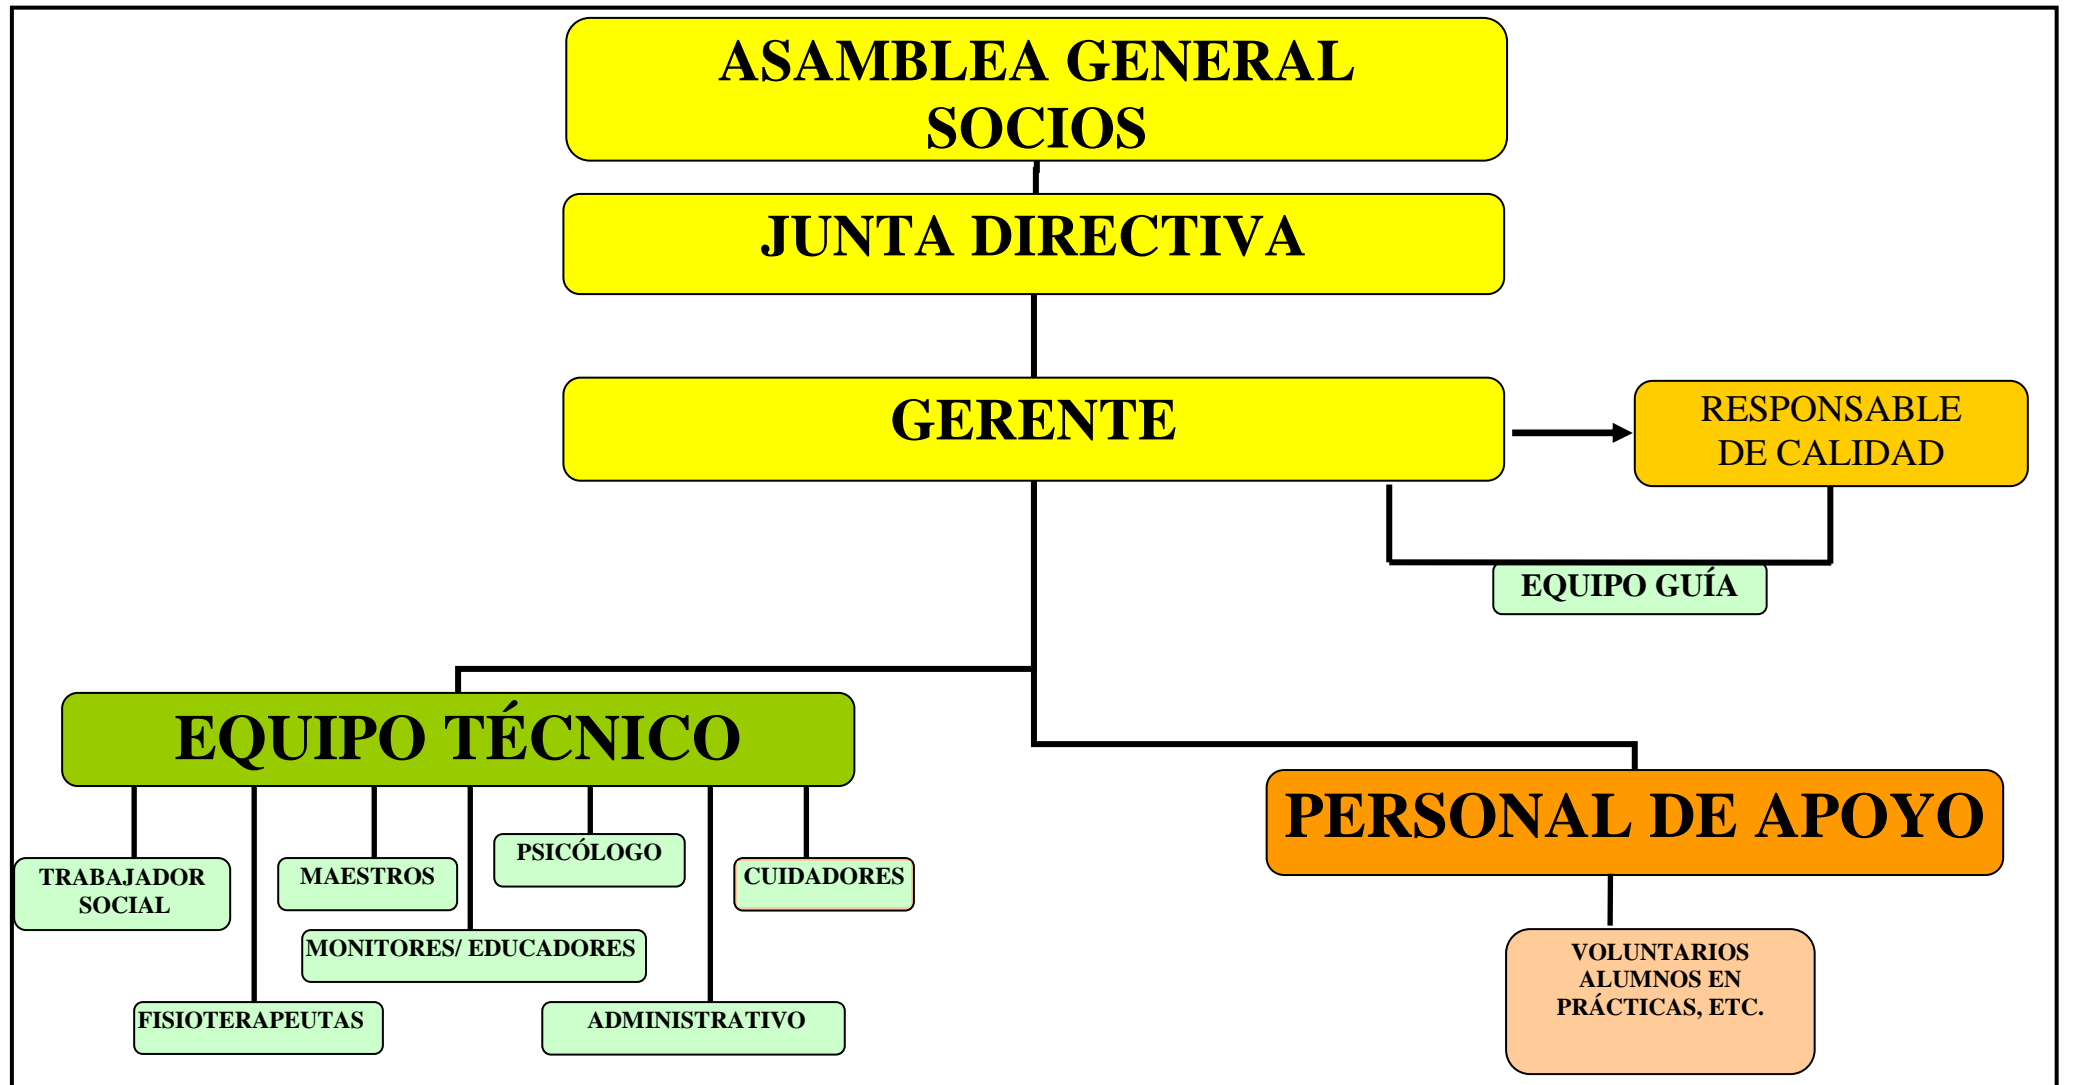 ASAMBLEA GENERAL
SOCIOS
JUNTA DIRECTIVA
GERENTE
RESPONSABLE
DE CALIDAD
EQUIPO GUÍA
EQUIPO TÉCNICO
PERSONAL DE APOYO
PSICÓLOGO
TRABAJADOR
SOCIAL
MAESTROS
CUIDADORES
MONITORES/ EDUCADORES
FISIOTERAPEUTAS
ADMINISTRATIVO
VOLUNTARIOS
ALUMNOS EN
PRÁCTICAS, ETC.